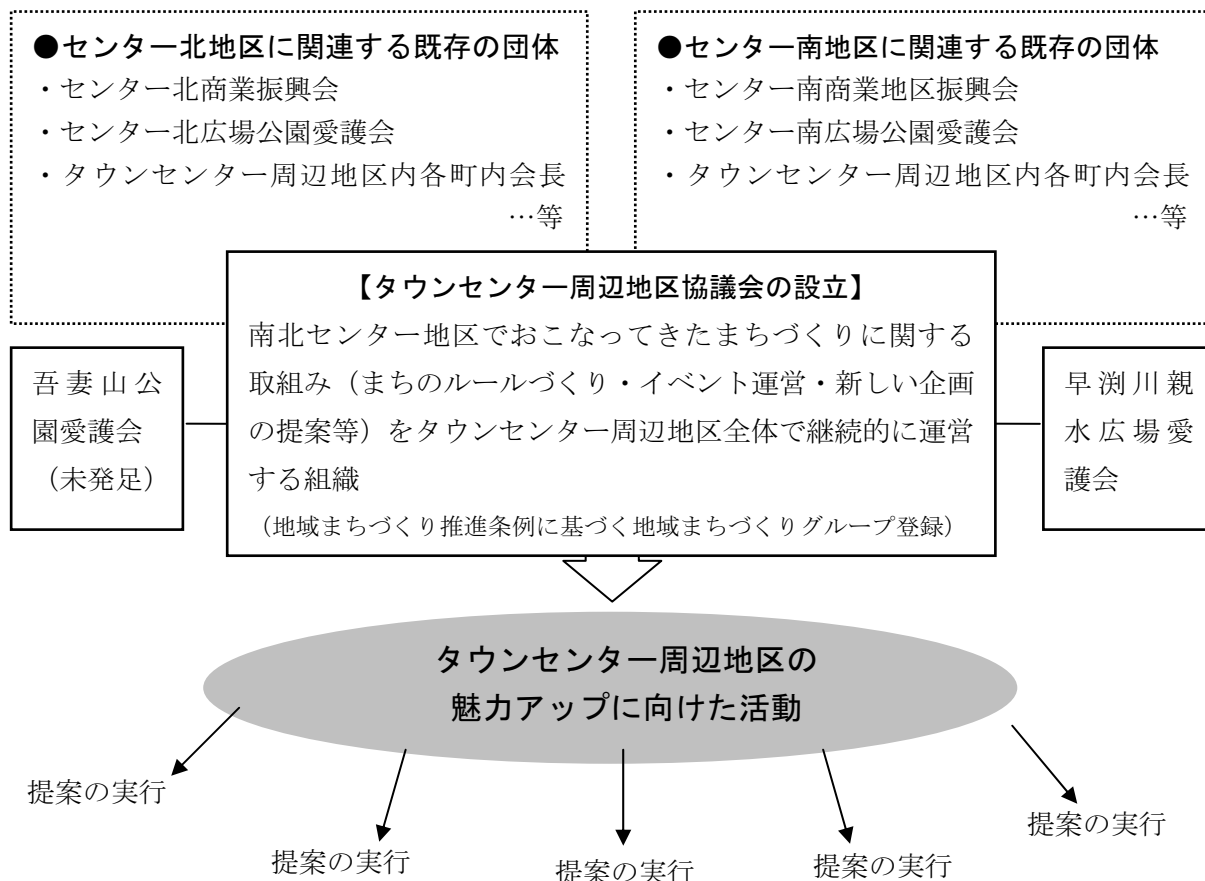 ●センター北地区に関連する既存の団体
・センター北商業振興会
・センター北広場公園愛護会
・タウンセンター周辺地区内各町内会長
…等
●センター南地区に関連する既存の団体
・センター南商業地区振興会
・センター南広場公園愛護会
・タウンセンター周辺地区内各町内会長
…等
【タウンセンター周辺地区協議会の設立】
南北センター地区でおこなってきたまちづくりに関する
取組み（まちのルールづくり・イベント運営・新しい企画
の提案等）をタウンセンター周辺地区全体で継続的に運営
する組織
（地域まちづくり推進条例に基づく地域まちづくりグループ登録）
吾妻山公
園愛護会
（未発足）
早渕川親
水広場愛
護会
タウンセンター周辺地区の
魅力アップに向けた活動
提案の実行
提案の実行
提案の実行
提案の実行
提案の実行